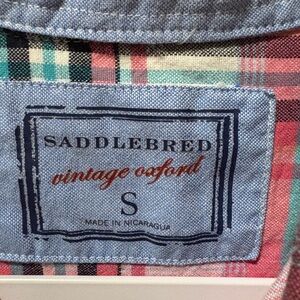 SADDLEBRED
vintage oxford
S
MADE IN NICARAGUA